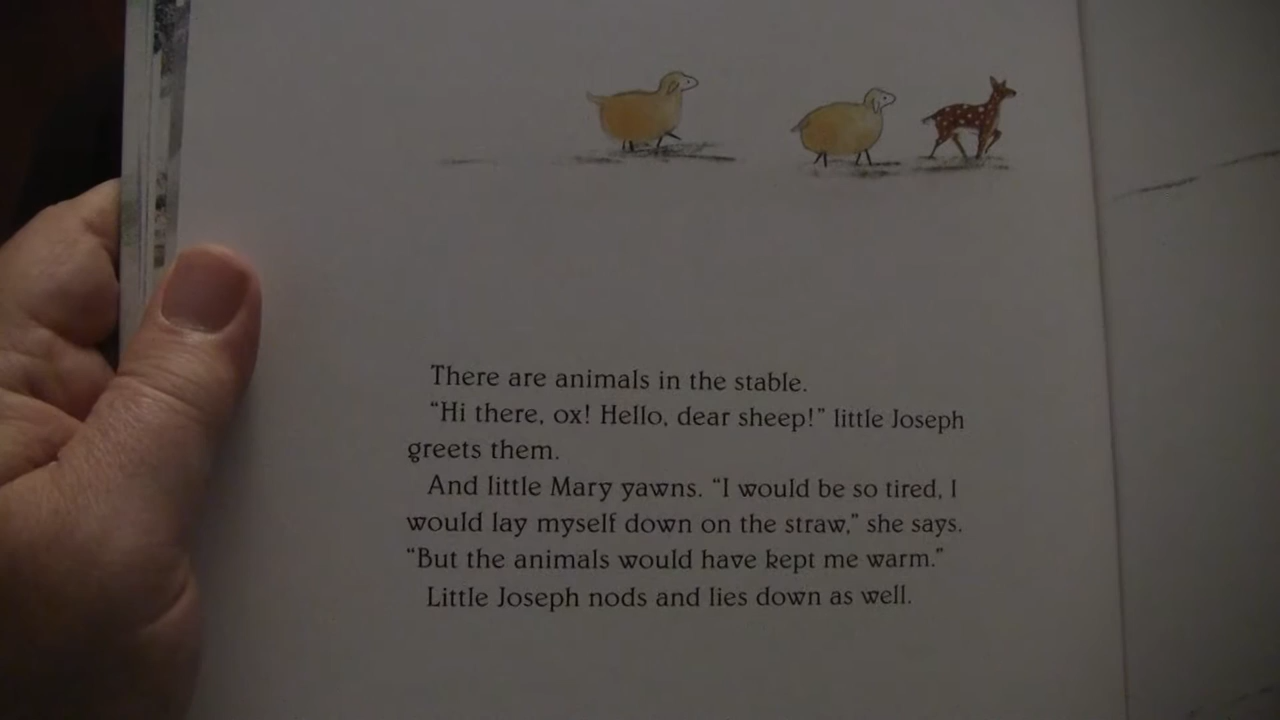 There are animals in the stable.
“Hi there, ox! Hello, dear sheep!” little Joseph
greets them.
And little Mary yawns. “I would be so tired, I
would lay myself down on the straw,” she says.
“But the animals would have kept me warm.”
Little Joseph nods and lies down as well.